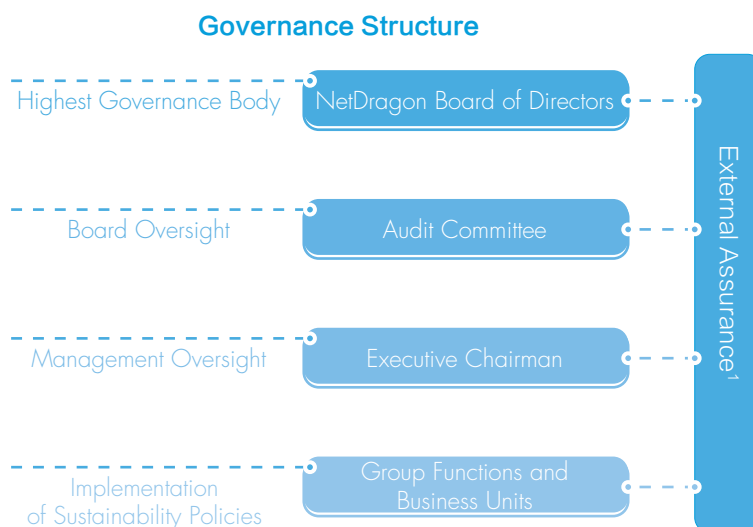 Governance Structure
Highest Governance Body
NetDragon Board of Directors
Board Oversight
Audit Committee
Management Oversight
Executive Chairman
Implementation
of Sustainability Policies
Group Functions and
Business Units
External Assurance¹